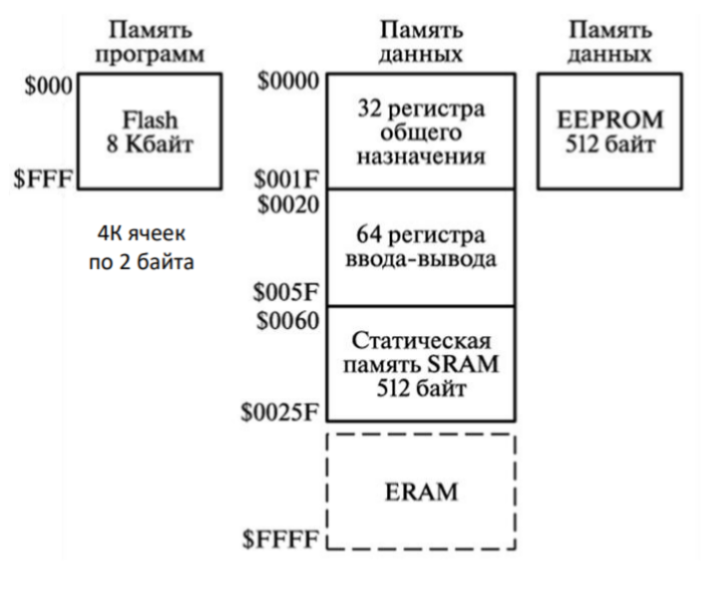 Память
программ
$000
Flash
8 Кбайт
$FFF
4К ячеек
по 2 байта
Память
данных
$0000
32 регистра
общего
назначения
$001F
$0020
64 регистра
ввода-вывода
$005F
$0060
Статическая
память SRAM
512 байт
$0025F
ERAM
$FFFF
Память
данных
EEPROM
512 байт